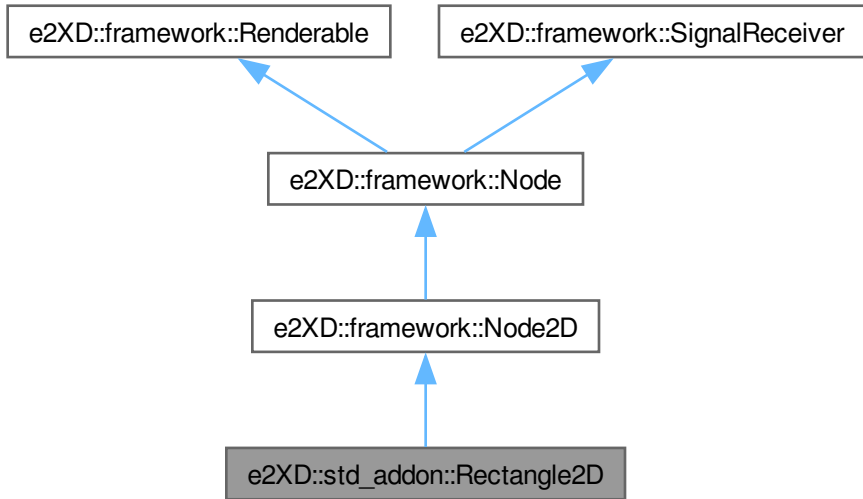 e2XD::framework::Renderable
e2XD::framework::SignalReceiver
e2XD::framework::Node
e2XD::framework::Node2D
e2XD::std_addon::Rectangle2D